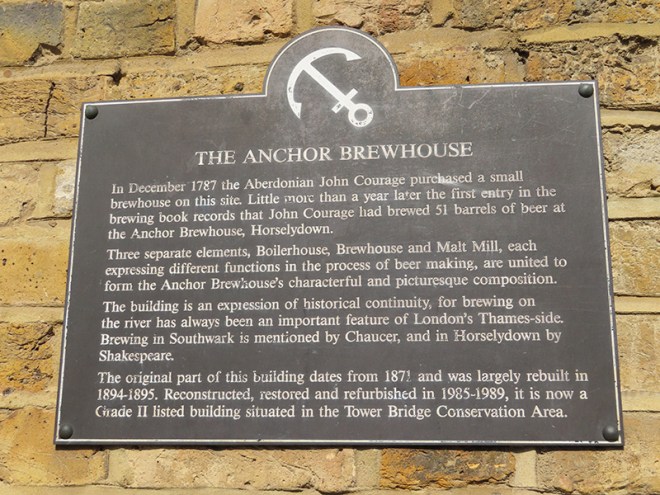 THE ANCHOR BREWHOUSE
In December 1787 the Aberdonian John Courage purchased a small
brewhouse on this site. Little more than a year later the first entry in the
brewing book records that John Courage had brewed 51 barrels of beer at
the Anchor Brewhouse, Horselydown.
Three separate elements, Boilerhouse, Brewhouse and Malt Mill, each
expressing different functions in the process of beer making, are united to
form the Anchor Brewhouse's characterful and picturesque composition.
The building is an expression of historical continuity, for brewing on
the river has always been an important feature of London's Thames-side.
Brewing in Southwark is mentioned by Chaucer, and in Horselydown by
Shakespeare.
The original part of this building dates from 1871 and was largely rebuilt in
1894-1895. Reconstructed, restored and refurbished in 1985-1989, it is now a
Grade II listed building situated in the Tower Bridge Conservation Area.